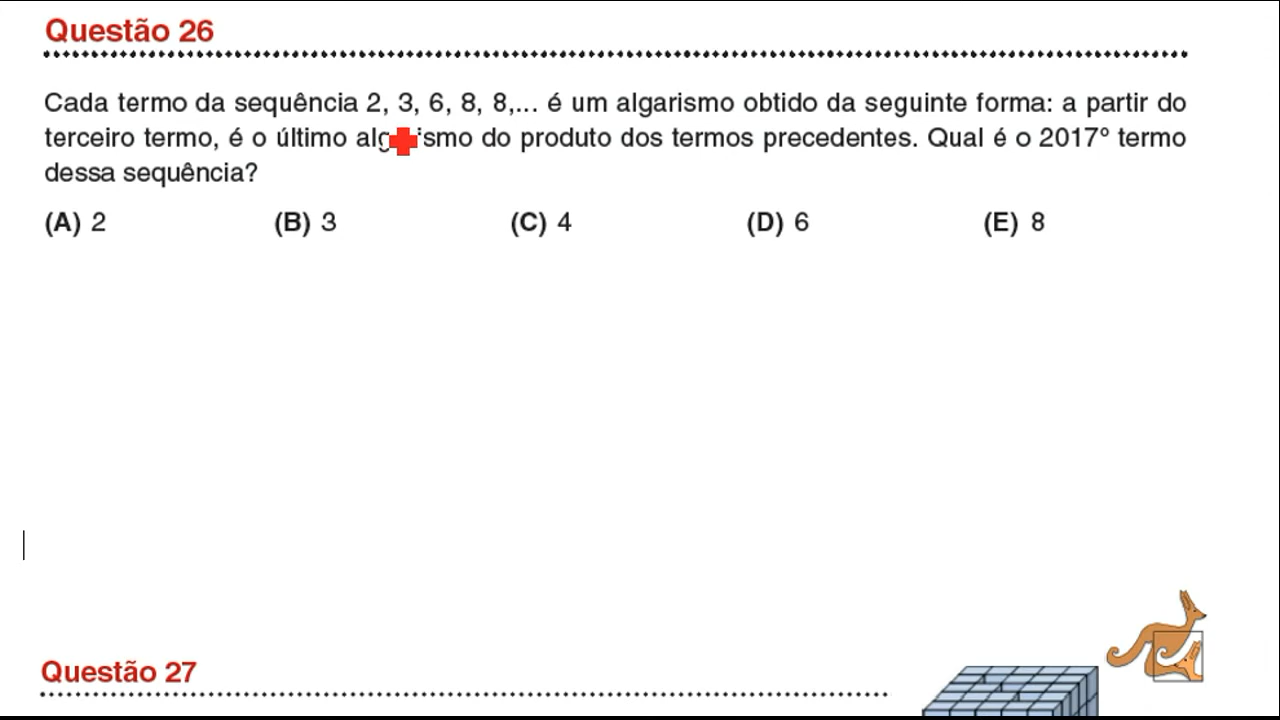 Questão 26
Cada termo da sequência 2, 3, 6, 8, 8,... é um algarismo obtido da seguinte forma: a partir do
terceiro termo, é o último do produto dos termos precedentes. Qual é o 2017º termo
dessa sequência?
(A) 2 (B) 3 (C) 4 (D) 6 (E) 8
Questão 27